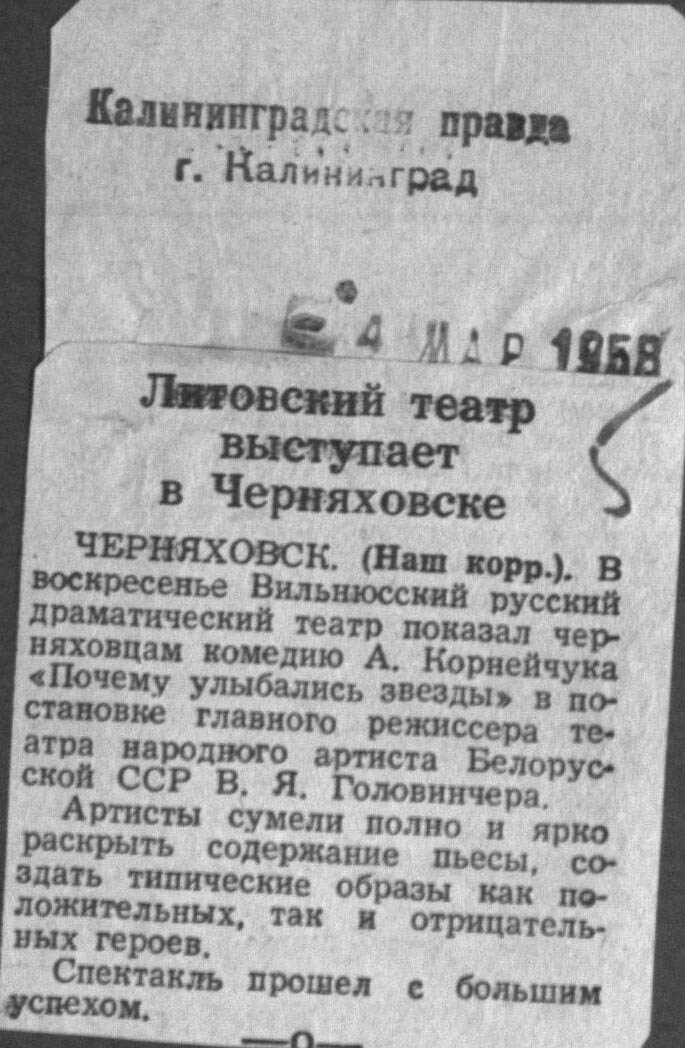 Калининградская правда
г. Калининград
4 МАР 1958
Литовский театр
выступает
в Черняховске
ЧЕРНЯХОВСК. (Наш корр.). В
воскресенье Вильнюсский русский
драматический театр показал чер-
няховцам комедию А. Корнейчука
«Почему улыбались звезды» в по-
становке главного режиссера те-
атра народного артиста Белорус-
ской ССР В. Я. Головинчера.
Артисты сумели полно и ярко
раскрыть содержание пьесы, со-
здать типические образы как по-
ложительных, так и отрицатель-
ных героев.
Спектакль прошел с большим
успехом.